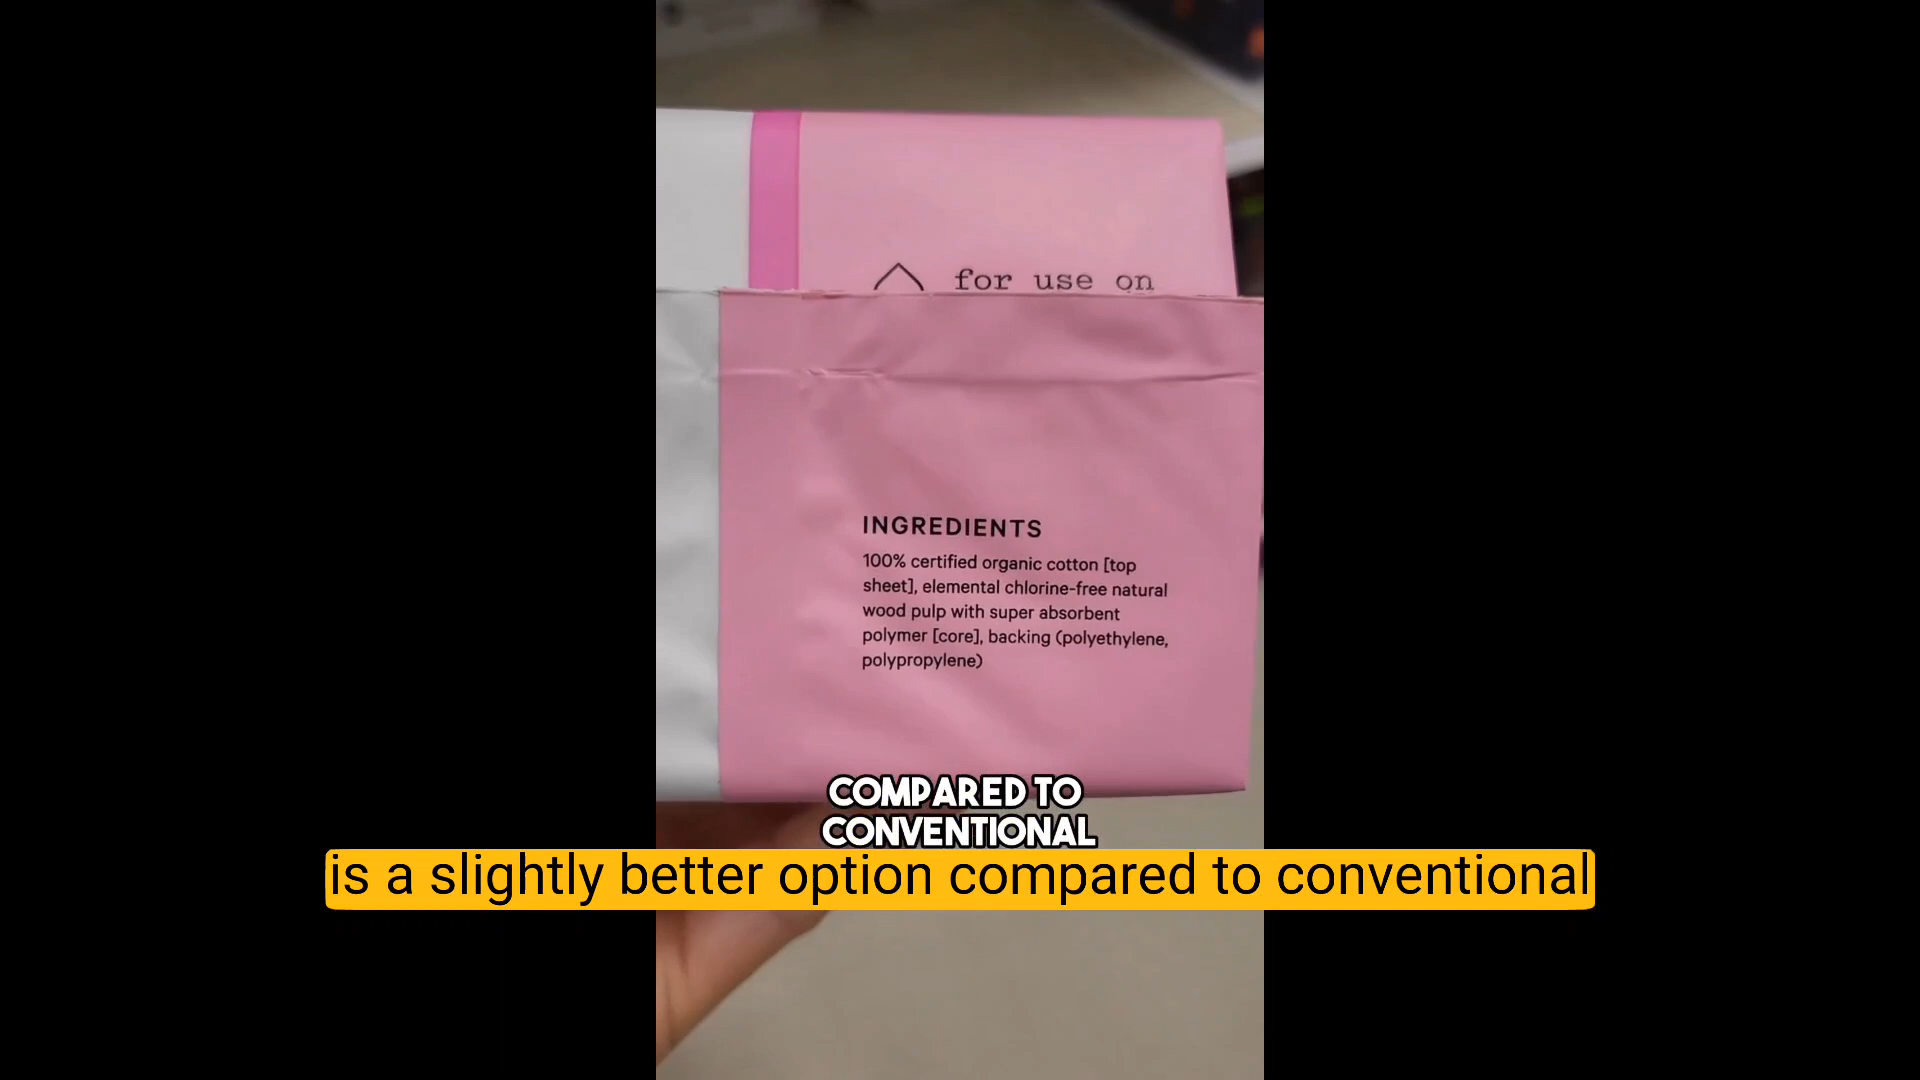 for use on
INGREDIENTS
100% certified organic cotton [top
sheet], elemental chlorine-free natural
wood pulp with super absorbent
polymer [core], backing (polyethylene,
polypropylene)
COMPARED TO
CONVENTIONAL
is a slightly better option compared to conventional